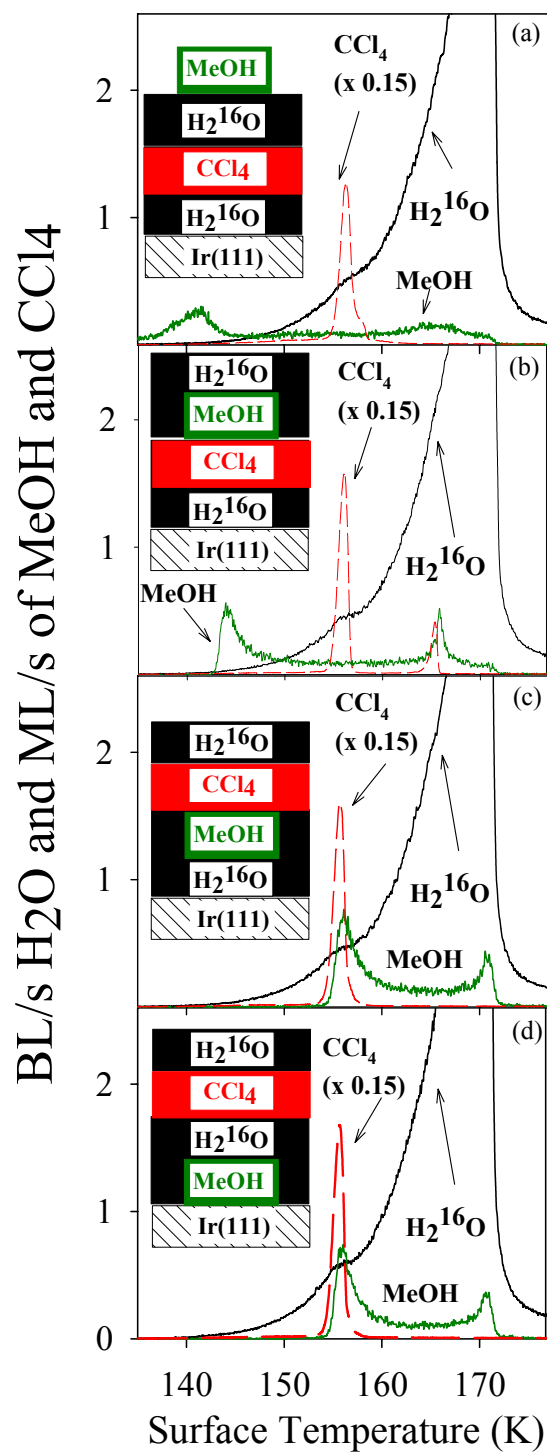 BL/s H2O and ML/s of MeOH and CCl4
(a)
MeOH
H₂¹⁶O
CCl4
H₂¹⁶O
Ir(111)
CCl₄
(x 0.15)
H₂¹⁶O
MeOH
2
1
(b)
H₂¹⁶O
MeOH
CCl4
H₂¹⁶O
Ir(111)
CCl₄
(x 0.15)
H₂¹⁶O
MeOH
2
1
(c)
H₂¹⁶O
CCl4
MeOH
H₂¹⁶O
Ir(111)
CCl₄
(x 0.15)
H₂¹⁶O
MeOH
2
1
(d)
H₂¹⁶O
CCl4
H₂¹⁶O
MeOH
Ir(111)
CCl₄
(x 0.15)
H₂¹⁶O
MeOH
2
1
0
140 150 160 170
Surface Temperature (K)